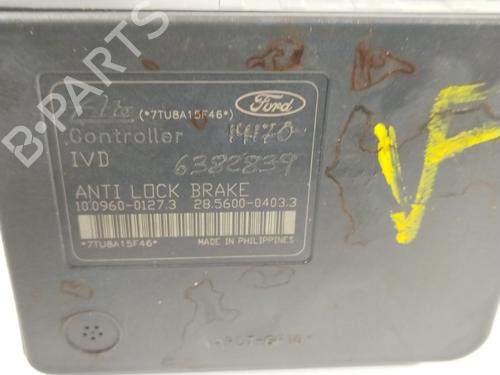 (*7TU8A15F46*)
Ford
Controller
IVD 6382839
ANTI LOCK BRAKE
10.0960-0127.3 28.5600-0403.3
*7TU8A15F46* MADE IN PHILIPPINES
VF
B-PARTS